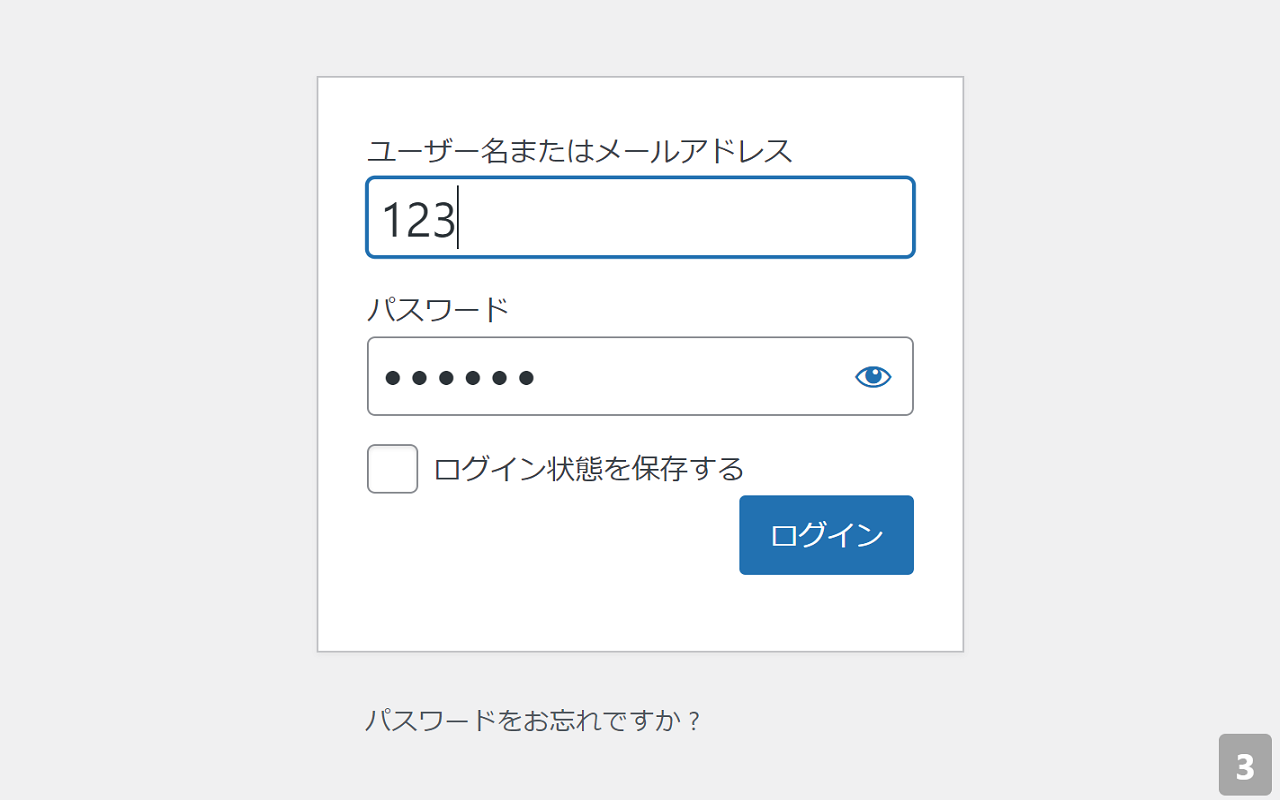 ユーザー名またはメールアドレス
123
パスワード
●●●●●●
ログイン状態を保存する
ログイン
パスワードをお忘れですか ?
3